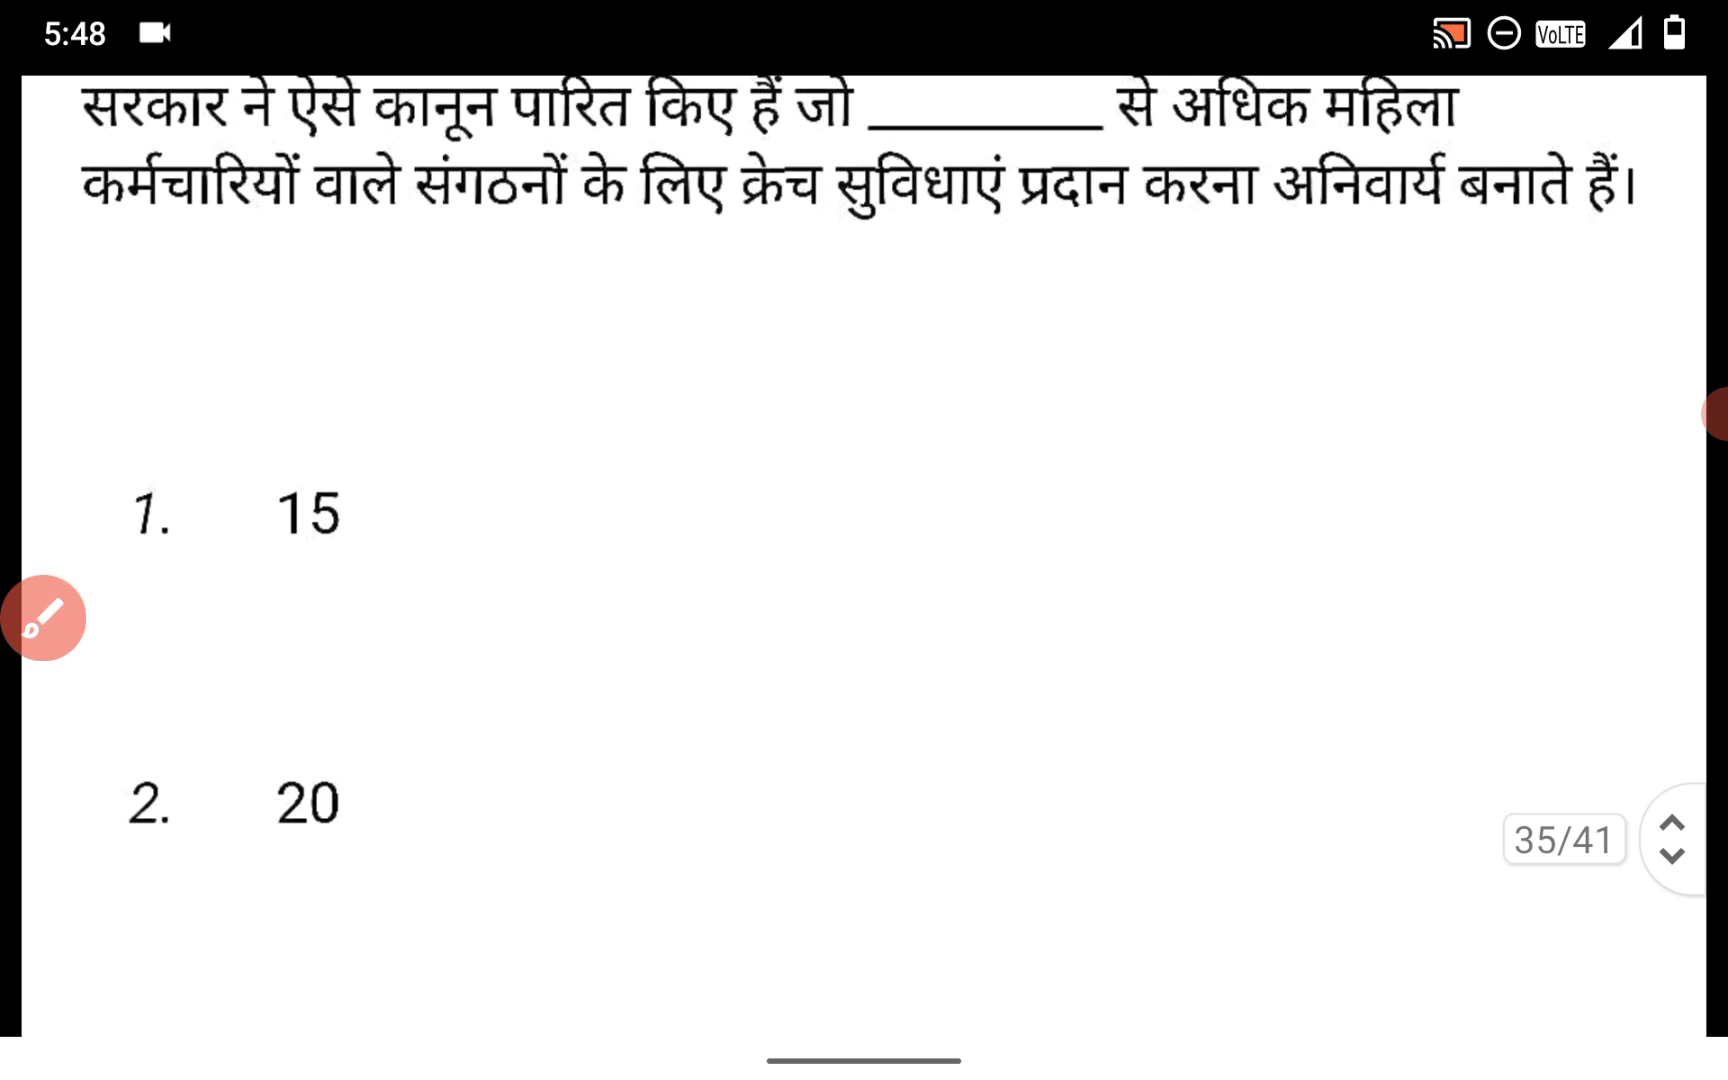 5:48
VoLTE
सरकार ने ऐसे कानून पारित किए हैं जो __________ से अधिक महिला
कर्मचारियों वाले संगठनों के लिए क्रेच सुविधाएं प्रदान करना अनिवार्य बनाते हैं।
1. 15
2. 20
35/41